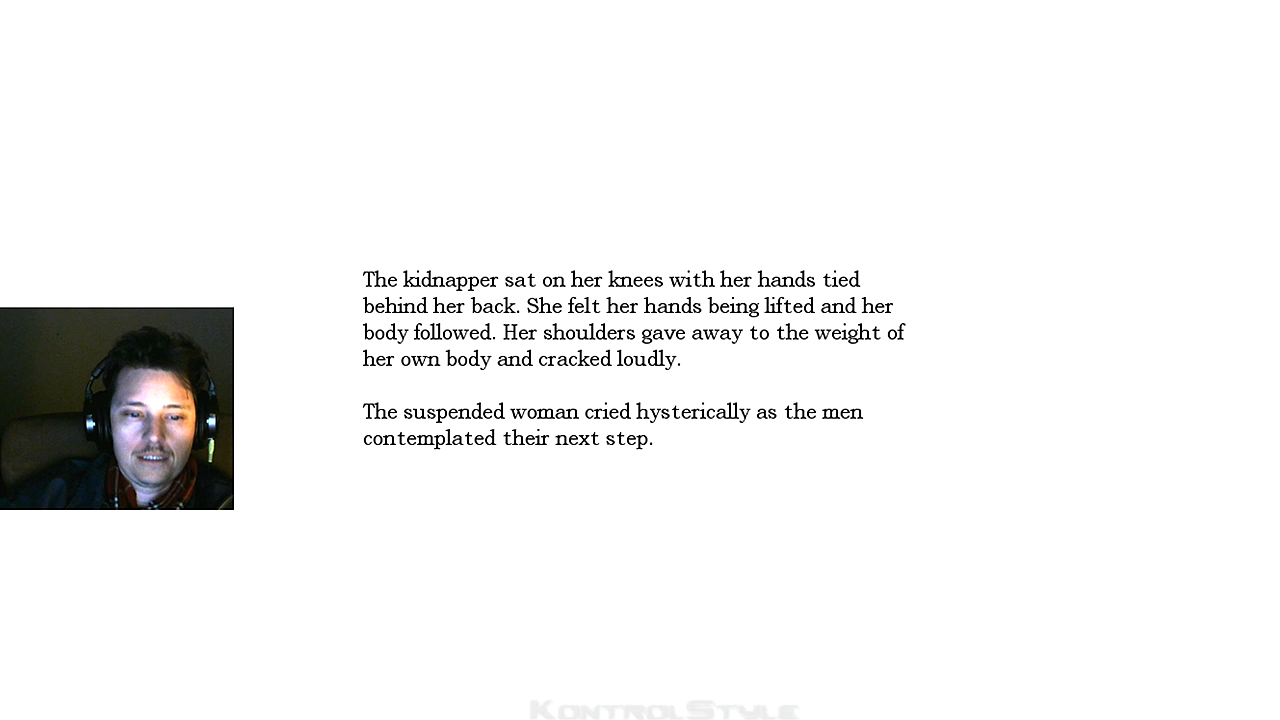 The kidnapper sat on her knees with her hands tied
behind her back. She felt her hands being lifted and her
body followed. Her shoulders gave away to the weight of
her own body and cracked loudly.
The suspended woman cried hysterically as the men
contemplated their next step.
KontrolStyle